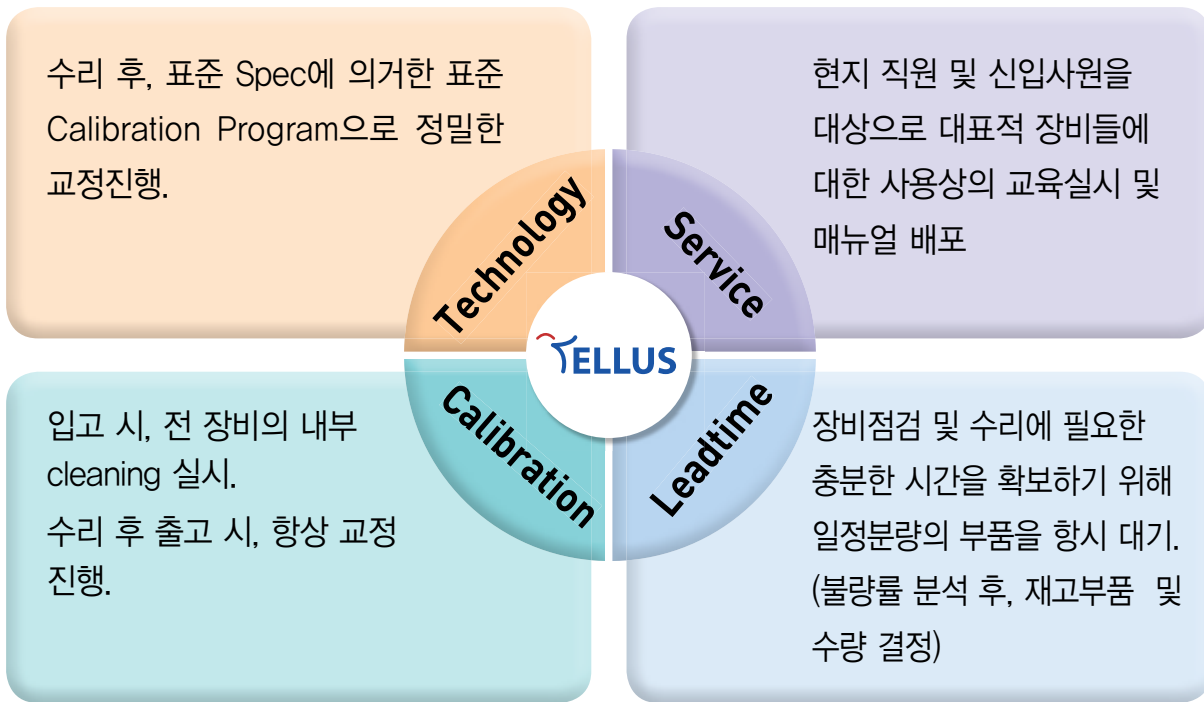 수리 후, 표준 Spec에 의거한 표준
Calibration Program으로 정밀한
교정진행.
현지 직원 및 신입사원을
대상으로 대표적 장비들에
대한 사용상의 교육실시 및
매뉴얼 배포
Technology
Service
TELLUS
Calibration
Leadtime
입고 시, 전 장비의 내부
cleaning 실시.
수리 후 출고 시, 항상 교정
진행.
장비점검 및 수리에 필요한
충분한 시간을 확보하기 위해
일정분량의 부품을 항시 대기.
(불량률 분석 후, 재고부품 및
수량 결정)